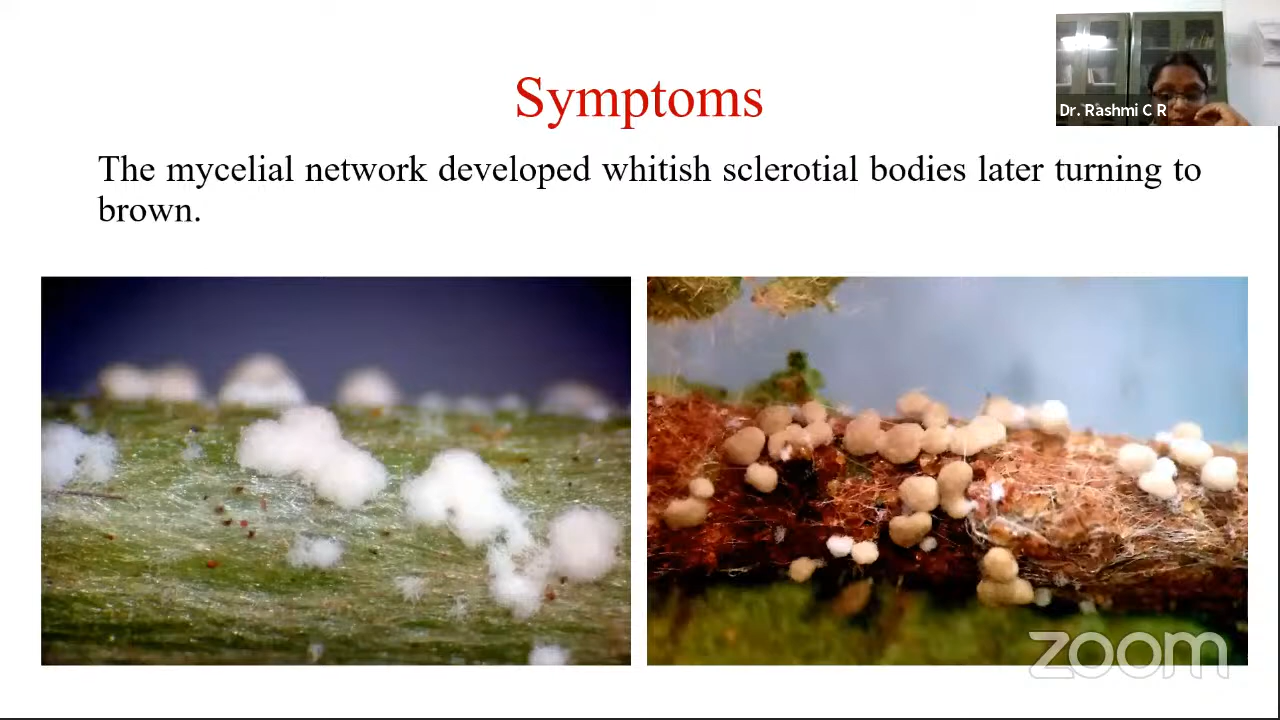 Symptoms
Dr. Rashmi C R
The mycelial network developed whitish sclerotial bodies later turning to
brown.
zoom